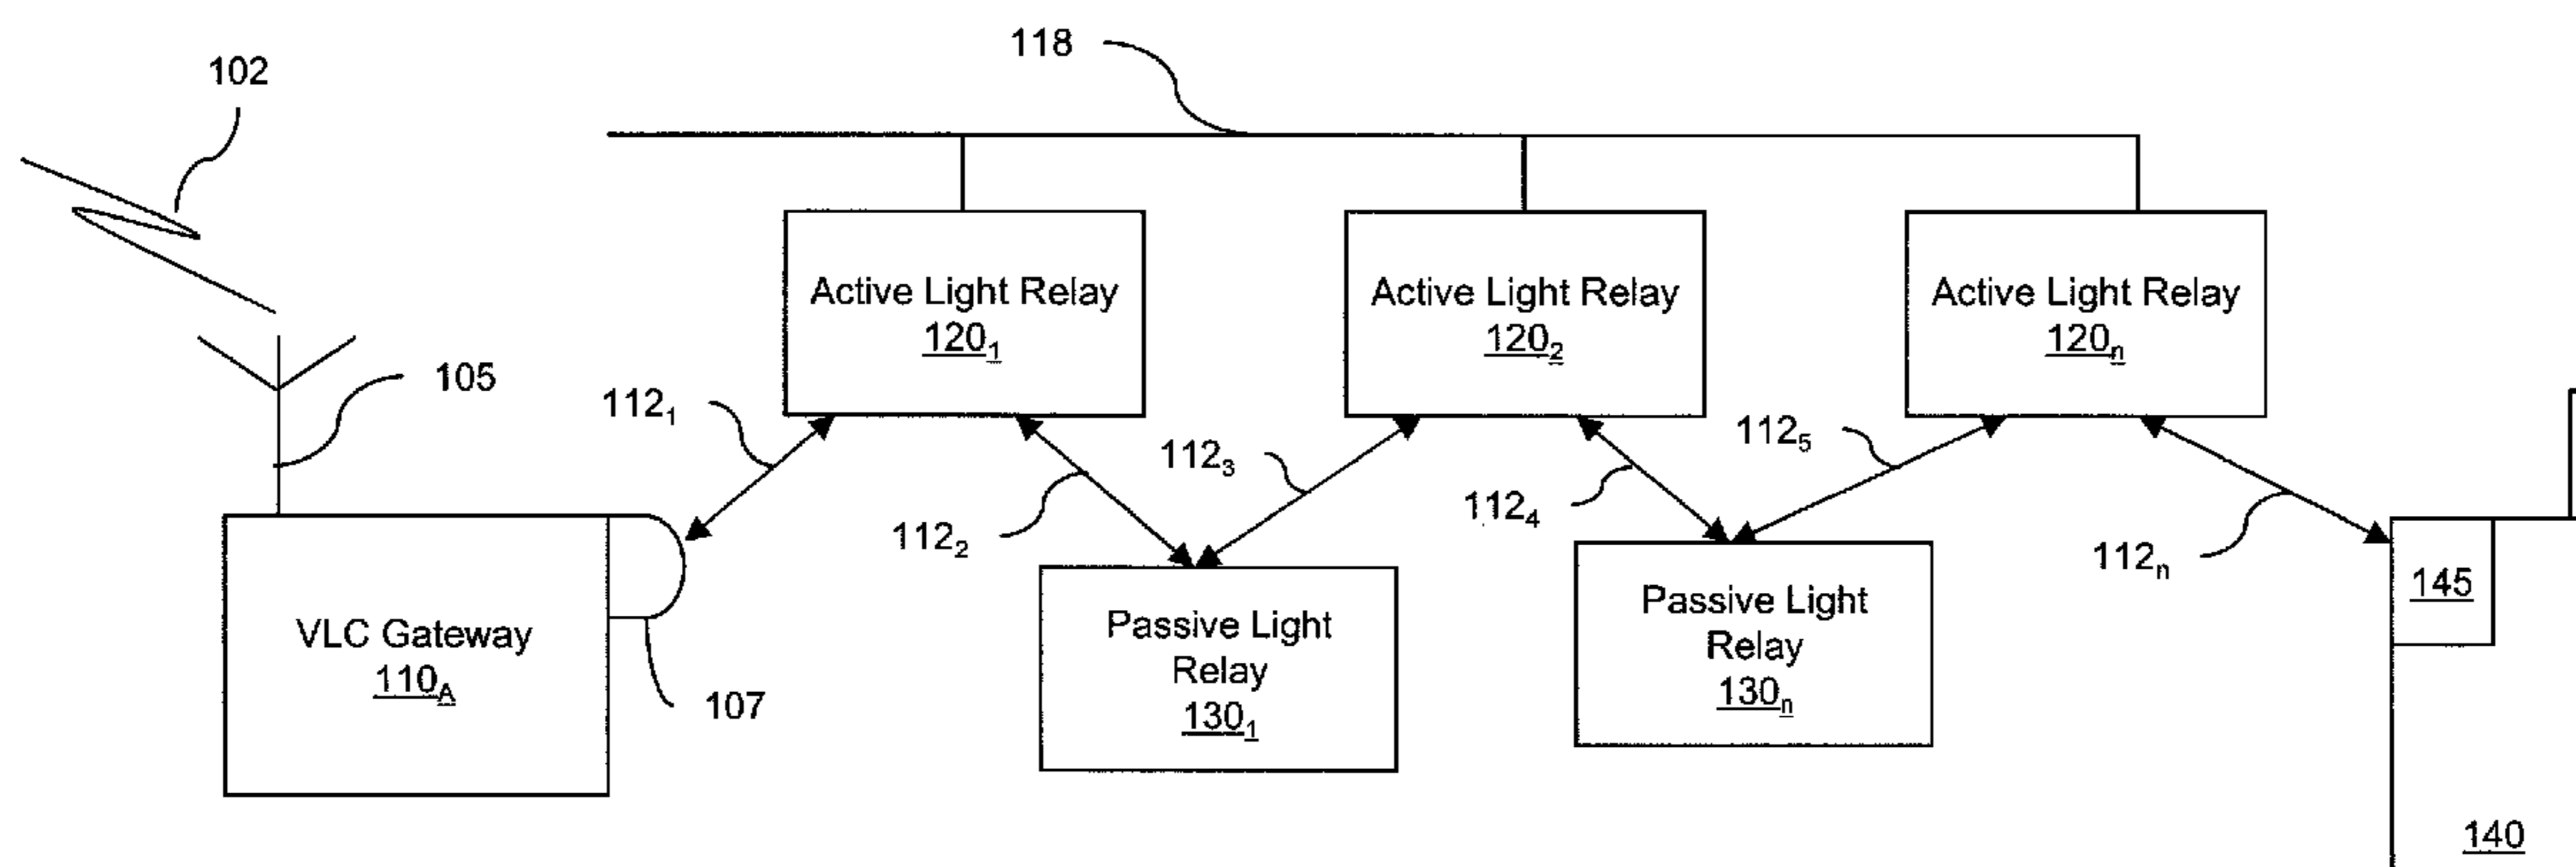 118
102
Active Light Relay
120₁
Active Light Relay
120₂
Active Light Relay
120ₙ
105
112₁
112₂
112₃
112₄
112₅
112ₙ
VLC Gateway
110A
107
Passive Light
Relay
130₁
Passive Light
Relay
130ₙ
145
140